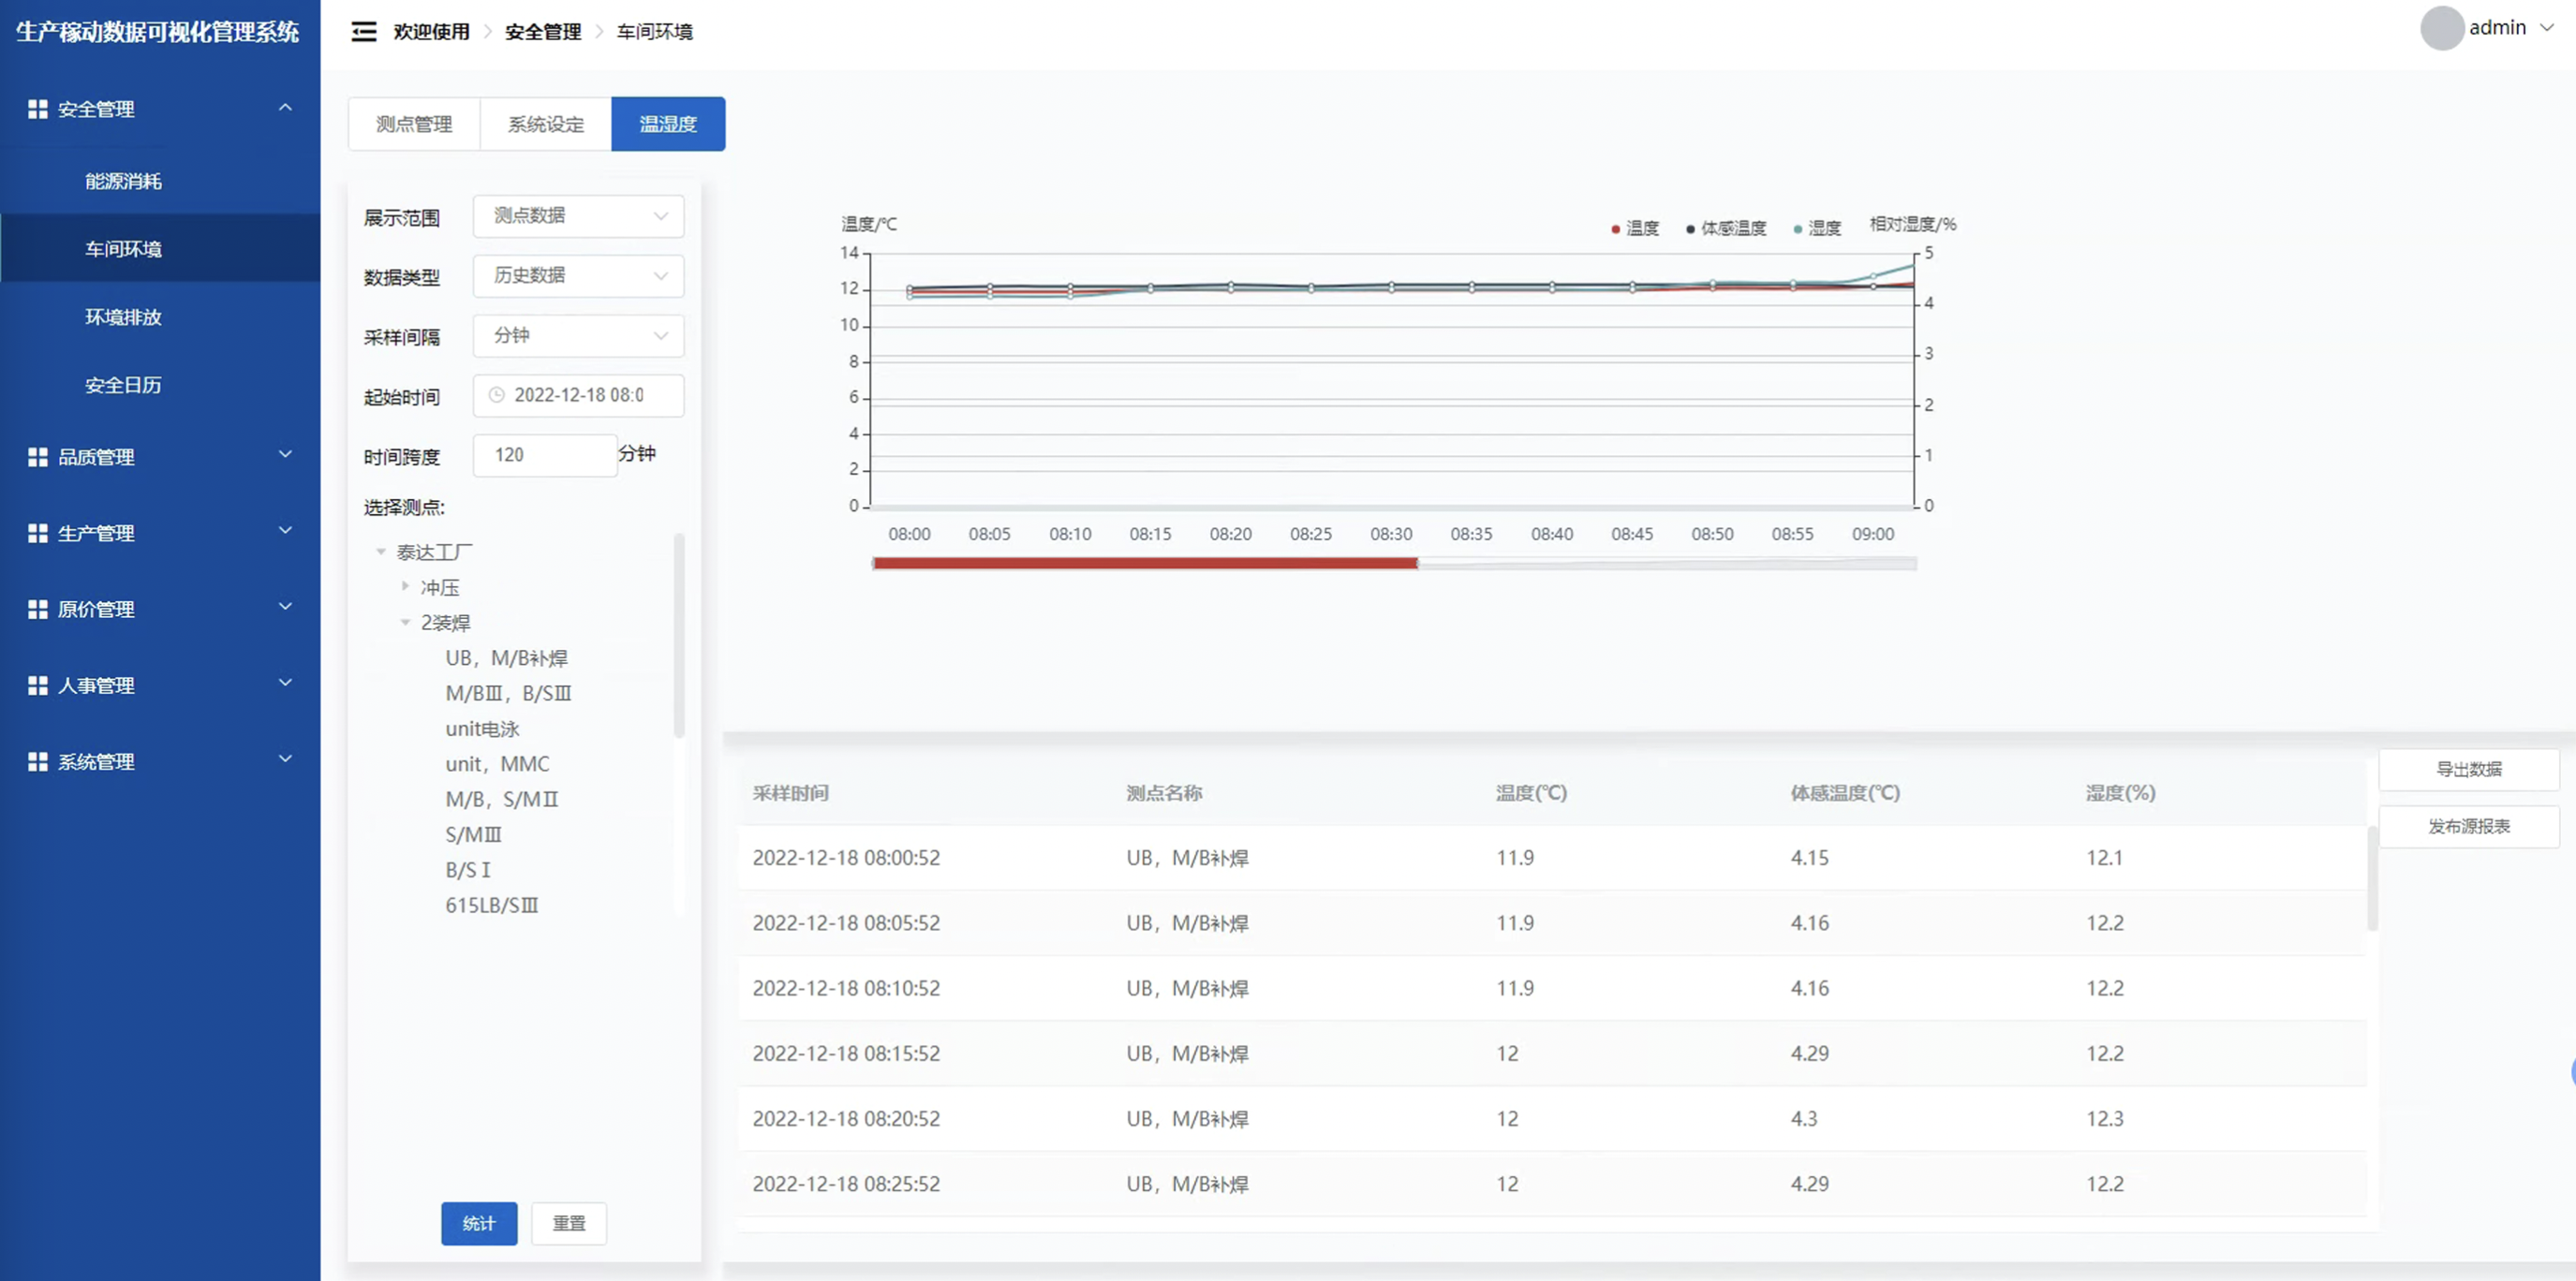 生产稼动数据可视化管理系统
欢迎使用 > 安全管理 > 车间环境
admin
安全管理
能源消耗
车间环境
环境排放
安全日历
品质管理
生产管理
原价管理
人事管理
系统管理
测点管理 系统设定 温湿度
展示范围 测点数据
数据类型 历史数据
采样间隔 分钟
起始时间 2022-12-18 08:0
时间跨度 120 分钟
选择测点:
泰达工厂
冲压
2装焊
UB，M/B补焊
M/BⅢ，B/SⅢ
unit电泳
unit，MMC
M/B，S/MⅡ
S/MⅢ
B/SⅠ
615LB/SⅢ
统计 重置
温度/℃ 温度 体感温度 湿度 相对湿度/%
14 5
12
4
10
8 3
6 2
4
1
2
0 0
08:00 08:05 08:10 08:15 08:20 08:25 08:30 08:35 08:40 08:45 08:50 08:55 09:00
导出数据
发布源报表
采样时间 测点名称 温度(℃) 体感温度(℃) 湿度(%)
2022-12-18 08:00:52 UB，M/B补焊 11.9 4.15 12.1
2022-12-18 08:05:52 UB，M/B补焊 11.9 4.16 12.2
2022-12-18 08:10:52 UB，M/B补焊 11.9 4.16 12.2
2022-12-18 08:15:52 UB，M/B补焊 12 4.29 12.2
2022-12-18 08:20:52 UB，M/B补焊 12 4.3 12.3
2022-12-18 08:25:52 UB，M/B补焊 12 4.29 12.2